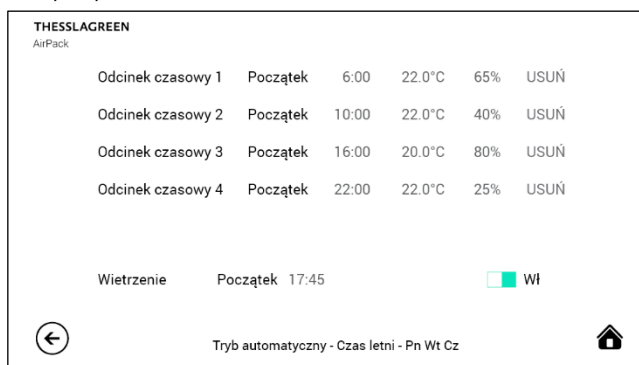 THESSLAGREEN
AirPack
Odcinek czasowy 1 Początek 6:00 22.0°C 65% USUŃ
Odcinek czasowy 2 Początek 10:00 22.0°C 40% USUŃ
Odcinek czasowy 3 Początek 16:00 20.0°C 80% USUŃ
Odcinek czasowy 4 Początek 22:00 22.0°C 25% USUŃ
Wietrzenie Początek 17:45 Wł
Tryb automatyczny - Czas letni - Pn Wt Cz